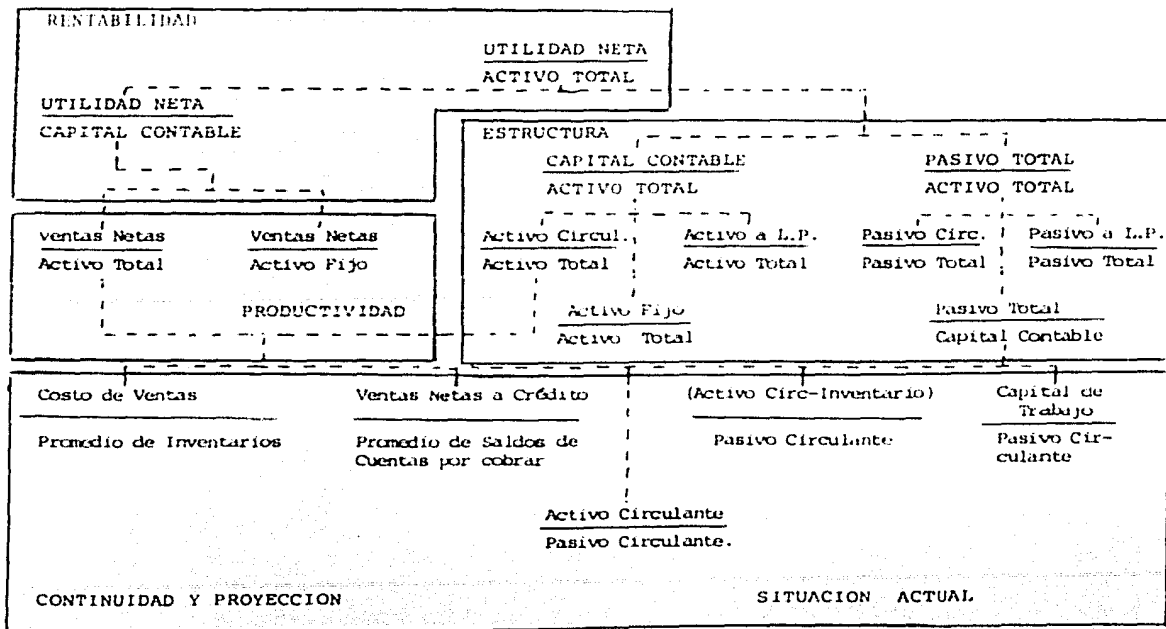 RENTABILIDAD
UTILIDAD NETA
ACTIVO TOTAL
UTILIDAD NETA
CAPITAL CONTABLE
ESTRUCTURA
CAPITAL CONTABLE
ACTIVO TOTAL
PASIVO TOTAL
ACTIVO TOTAL
Ventas Netas
Activo Total
Ventas Netas
Activo Fijo
PRODUCTIVIDAD
Activo Circul.
Activo Total
Activo a L.P.
Activo Total
Pasivo Circ.
Pasivo Total
Pasivo a L.P.
Pasivo Total
Activo Fijo
Activo Total
Pasivo Total
Capital Contable
Costo de Ventas
Promedio de Inventarios
Ventas Netas a Crédito
Promedio de Saldos de
Cuentas por cobrar
(Activo Circ-Inventario)
Pasivo Circulante
Capital de
Trabajo
Pasivo Cir-
culante
Activo Circulante
Pasivo Circulante.
CONTINUIDAD Y PROYECCION
SITUACION ACTUAL